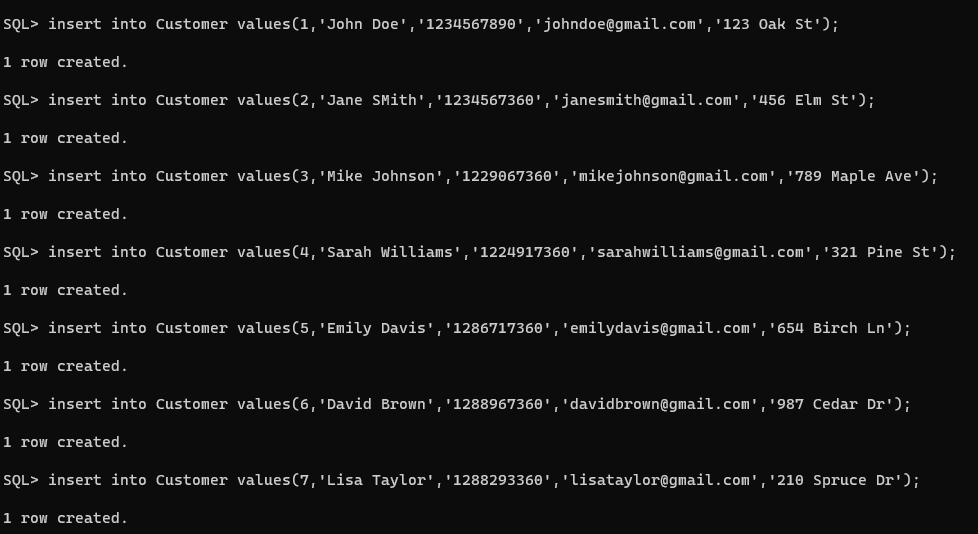 SQL> insert into Customer values(1,'John Doe','1234567890','johndoe@gmail.com','123 Oak St');
1 row created.
SQL> insert into Customer values(2,'Jane SMith','1234567360','janesmith@gmail.com','456 Elm St');
1 row created.
SQL> insert into Customer values(3,'Mike Johnson','1229067360','mikejohnson@gmail.com','789 Maple Ave');
1 row created.
SQL> insert into Customer values(4,'Sarah Williams','1224917360','sarahwilliams@gmail.com','321 Pine St');
1 row created.
SQL> insert into Customer values(5,'Emily Davis','1286717360','emilydavis@gmail.com','654 Birch Ln');
1 row created.
SQL> insert into Customer values(6,'David Brown','1288967360','davidbrown@gmail.com','987 Cedar Dr');
1 row created.
SQL> insert into Customer values(7,'Lisa Taylor','1288293360','lisataylor@gmail.com','210 Spruce Dr');
1 row created.